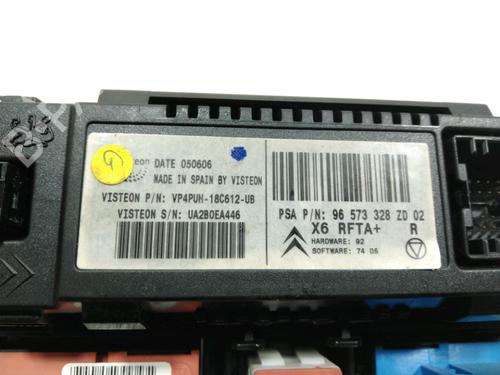 6
DATE 050606
MADE IN SPAIN BY VISTEON
VISTEON P/N: VP4PUH-18C612-UB
VISTEON S/N: UA2B0EA446
PSA P/N: 96 573 328 ZD 02
X6 RFTA+ R
HARDWARE: 92
SOFTWARE: 74 06